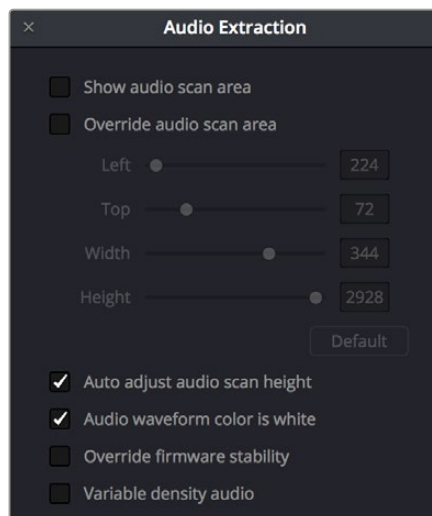 Audio Extraction
Show audio scan area
Override audio scan area
Left 224
Top 72
Width 344
Height 2928
Default
Auto adjust audio scan height
Audio waveform color is white
Override firmware stability
Variable density audio